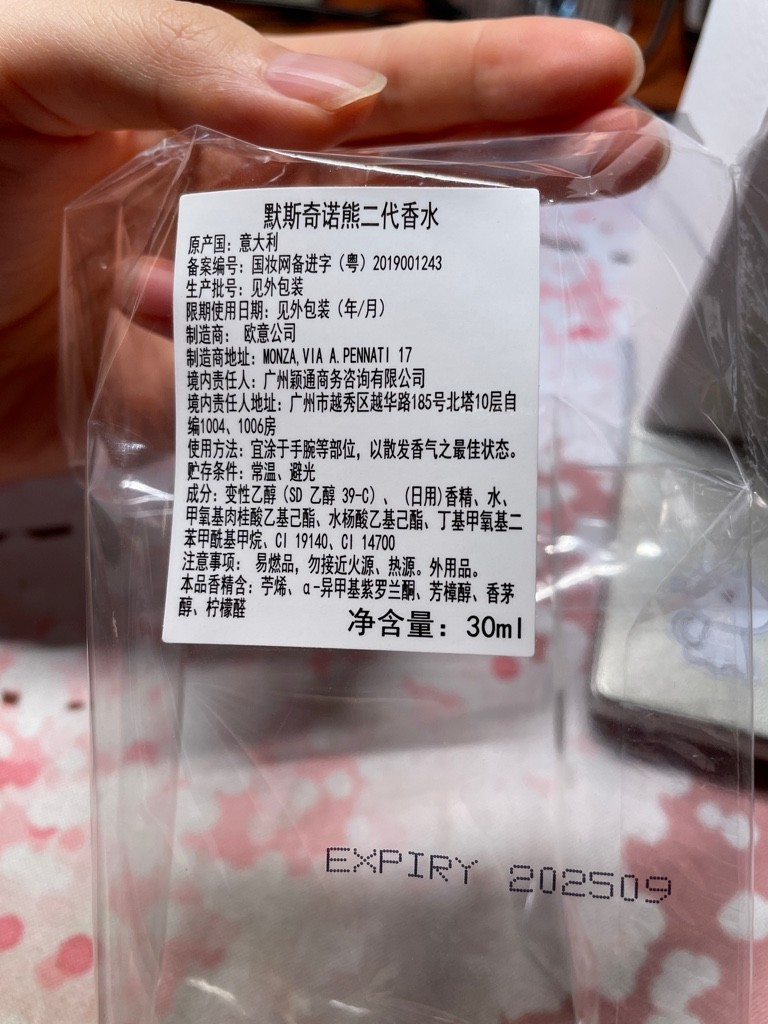 默斯奇诺熊二代香水
原产国：意大利
备案编号：国妆网备进字（粤）2019001243
生产批号：见外包装
限期使用日期：见外包装（年/月）
制造商： 欧意公司
制造商地址：MONZA,VIA A.PENNATI 17
境内责任人：广州颖通商务咨询有限公司
境内责任人地址：广州市越秀区越华路185号北塔10层自
编1004、1006房
使用方法：宜涂于手腕等部位，以散发香气之最佳状态。
贮存条件：常温、避光
成分：变性乙醇（SD 乙醇 39-C）、（日用）香精、水、
甲氧基肉桂酸乙基己酯、水杨酸乙基己酯、丁基甲氧基二
苯甲酰基甲烷、CI 19140、CI 14700
注意事项： 易燃品，勿接近火源、热源。外用品。
本品香精含：苧烯、α-异甲基紫罗兰酮、芳樟醇、香茅
醇、柠檬醛
净含量：30ml
EXPIRY 202509